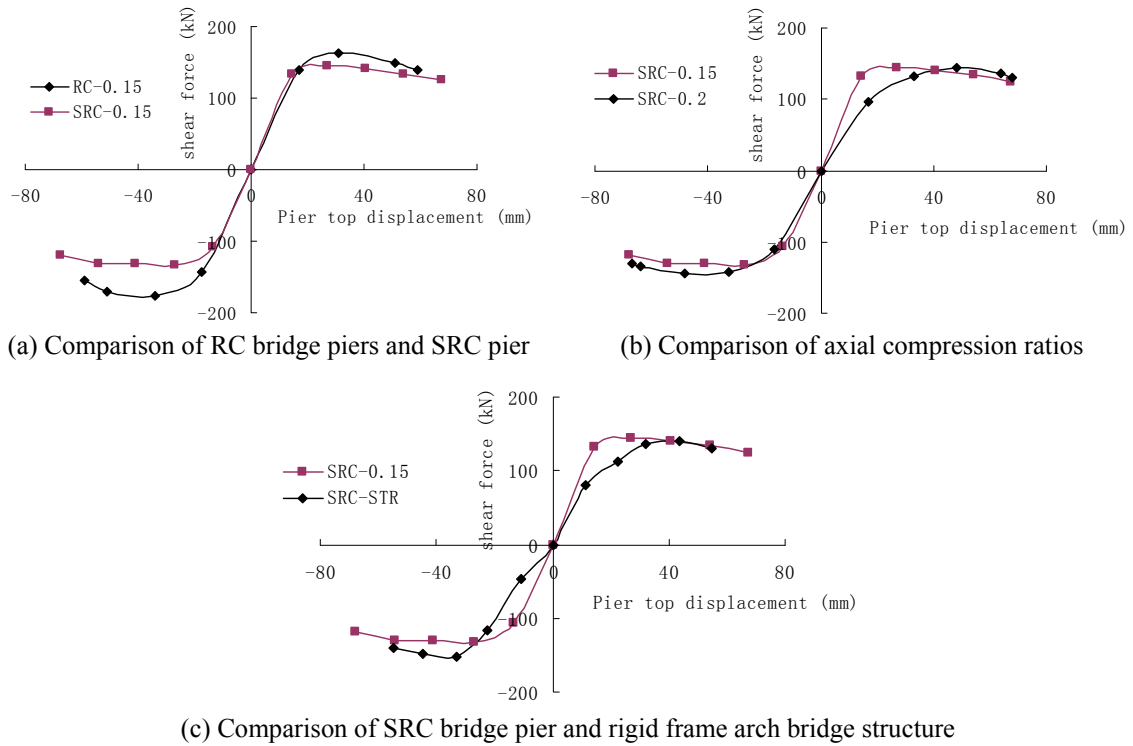 200
100
0
-100
-200
-80
-40
0
40
80
shear force (kN)
Pier top displacement (mm)
RC-0.15
SRC-0.15
(a) Comparison of RC bridge piers and SRC pier
200
100
0
-100
-200
-80
-40
0
40
80
shear force (kN)
Pier top displacement (mm)
SRC-0.15
SRC-0.2
(b) Comparison of axial compression ratios
200
100
0
-100
-200
-80
-40
0
40
80
shear force (kN)
Pier top displacement (mm)
SRC-0.15
SRC-STR
(c) Comparison of SRC bridge pier and rigid frame arch bridge structure